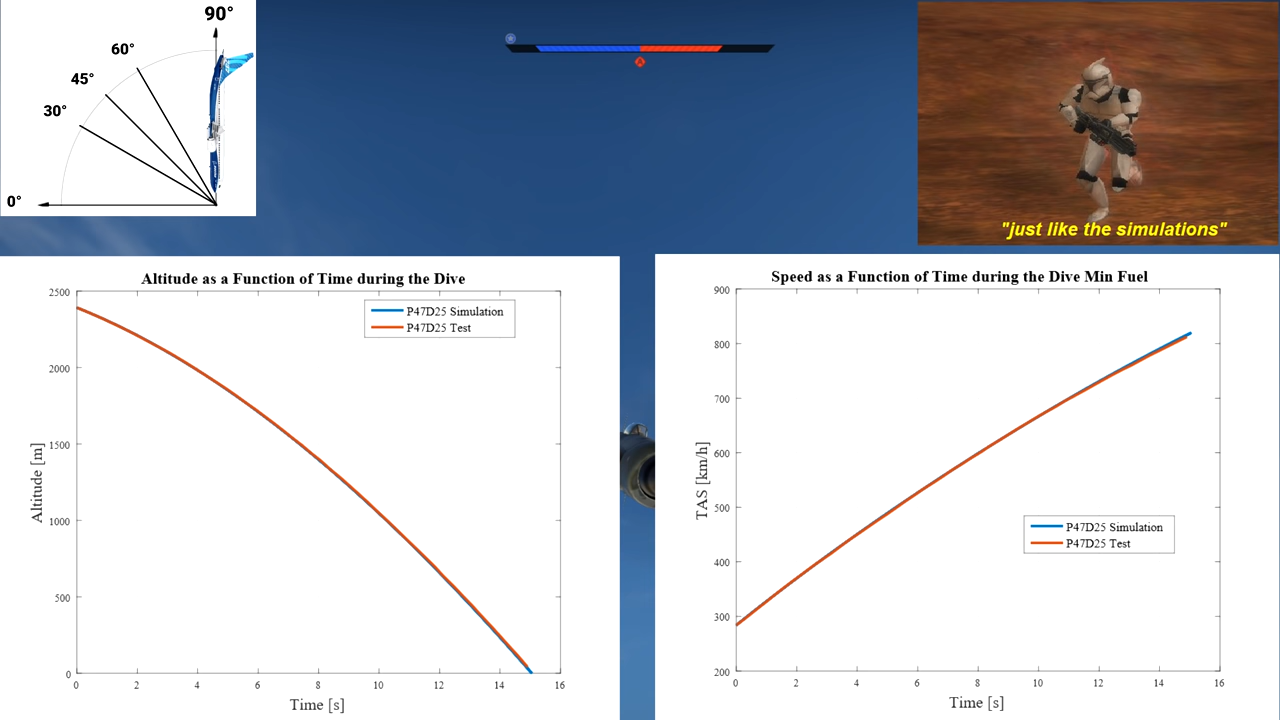 90°
60°
45°
30°
0°
"just like the simulations"
Altitude as a Function of Time during the Dive
P47D25 Simulation
P47D25 Test
Altitude [m]
2500
2000
1500
1000
500
0
0 2 4 6 8 10 12 14 16
Time [s]
Speed as a Function of Time during the Dive Min Fuel
P47D25 Simulation
P47D25 Test
TAS [km/h]
900
800
700
600
500
400
300
200
0 2 4 6 8 10 12 14 16
Time [s]